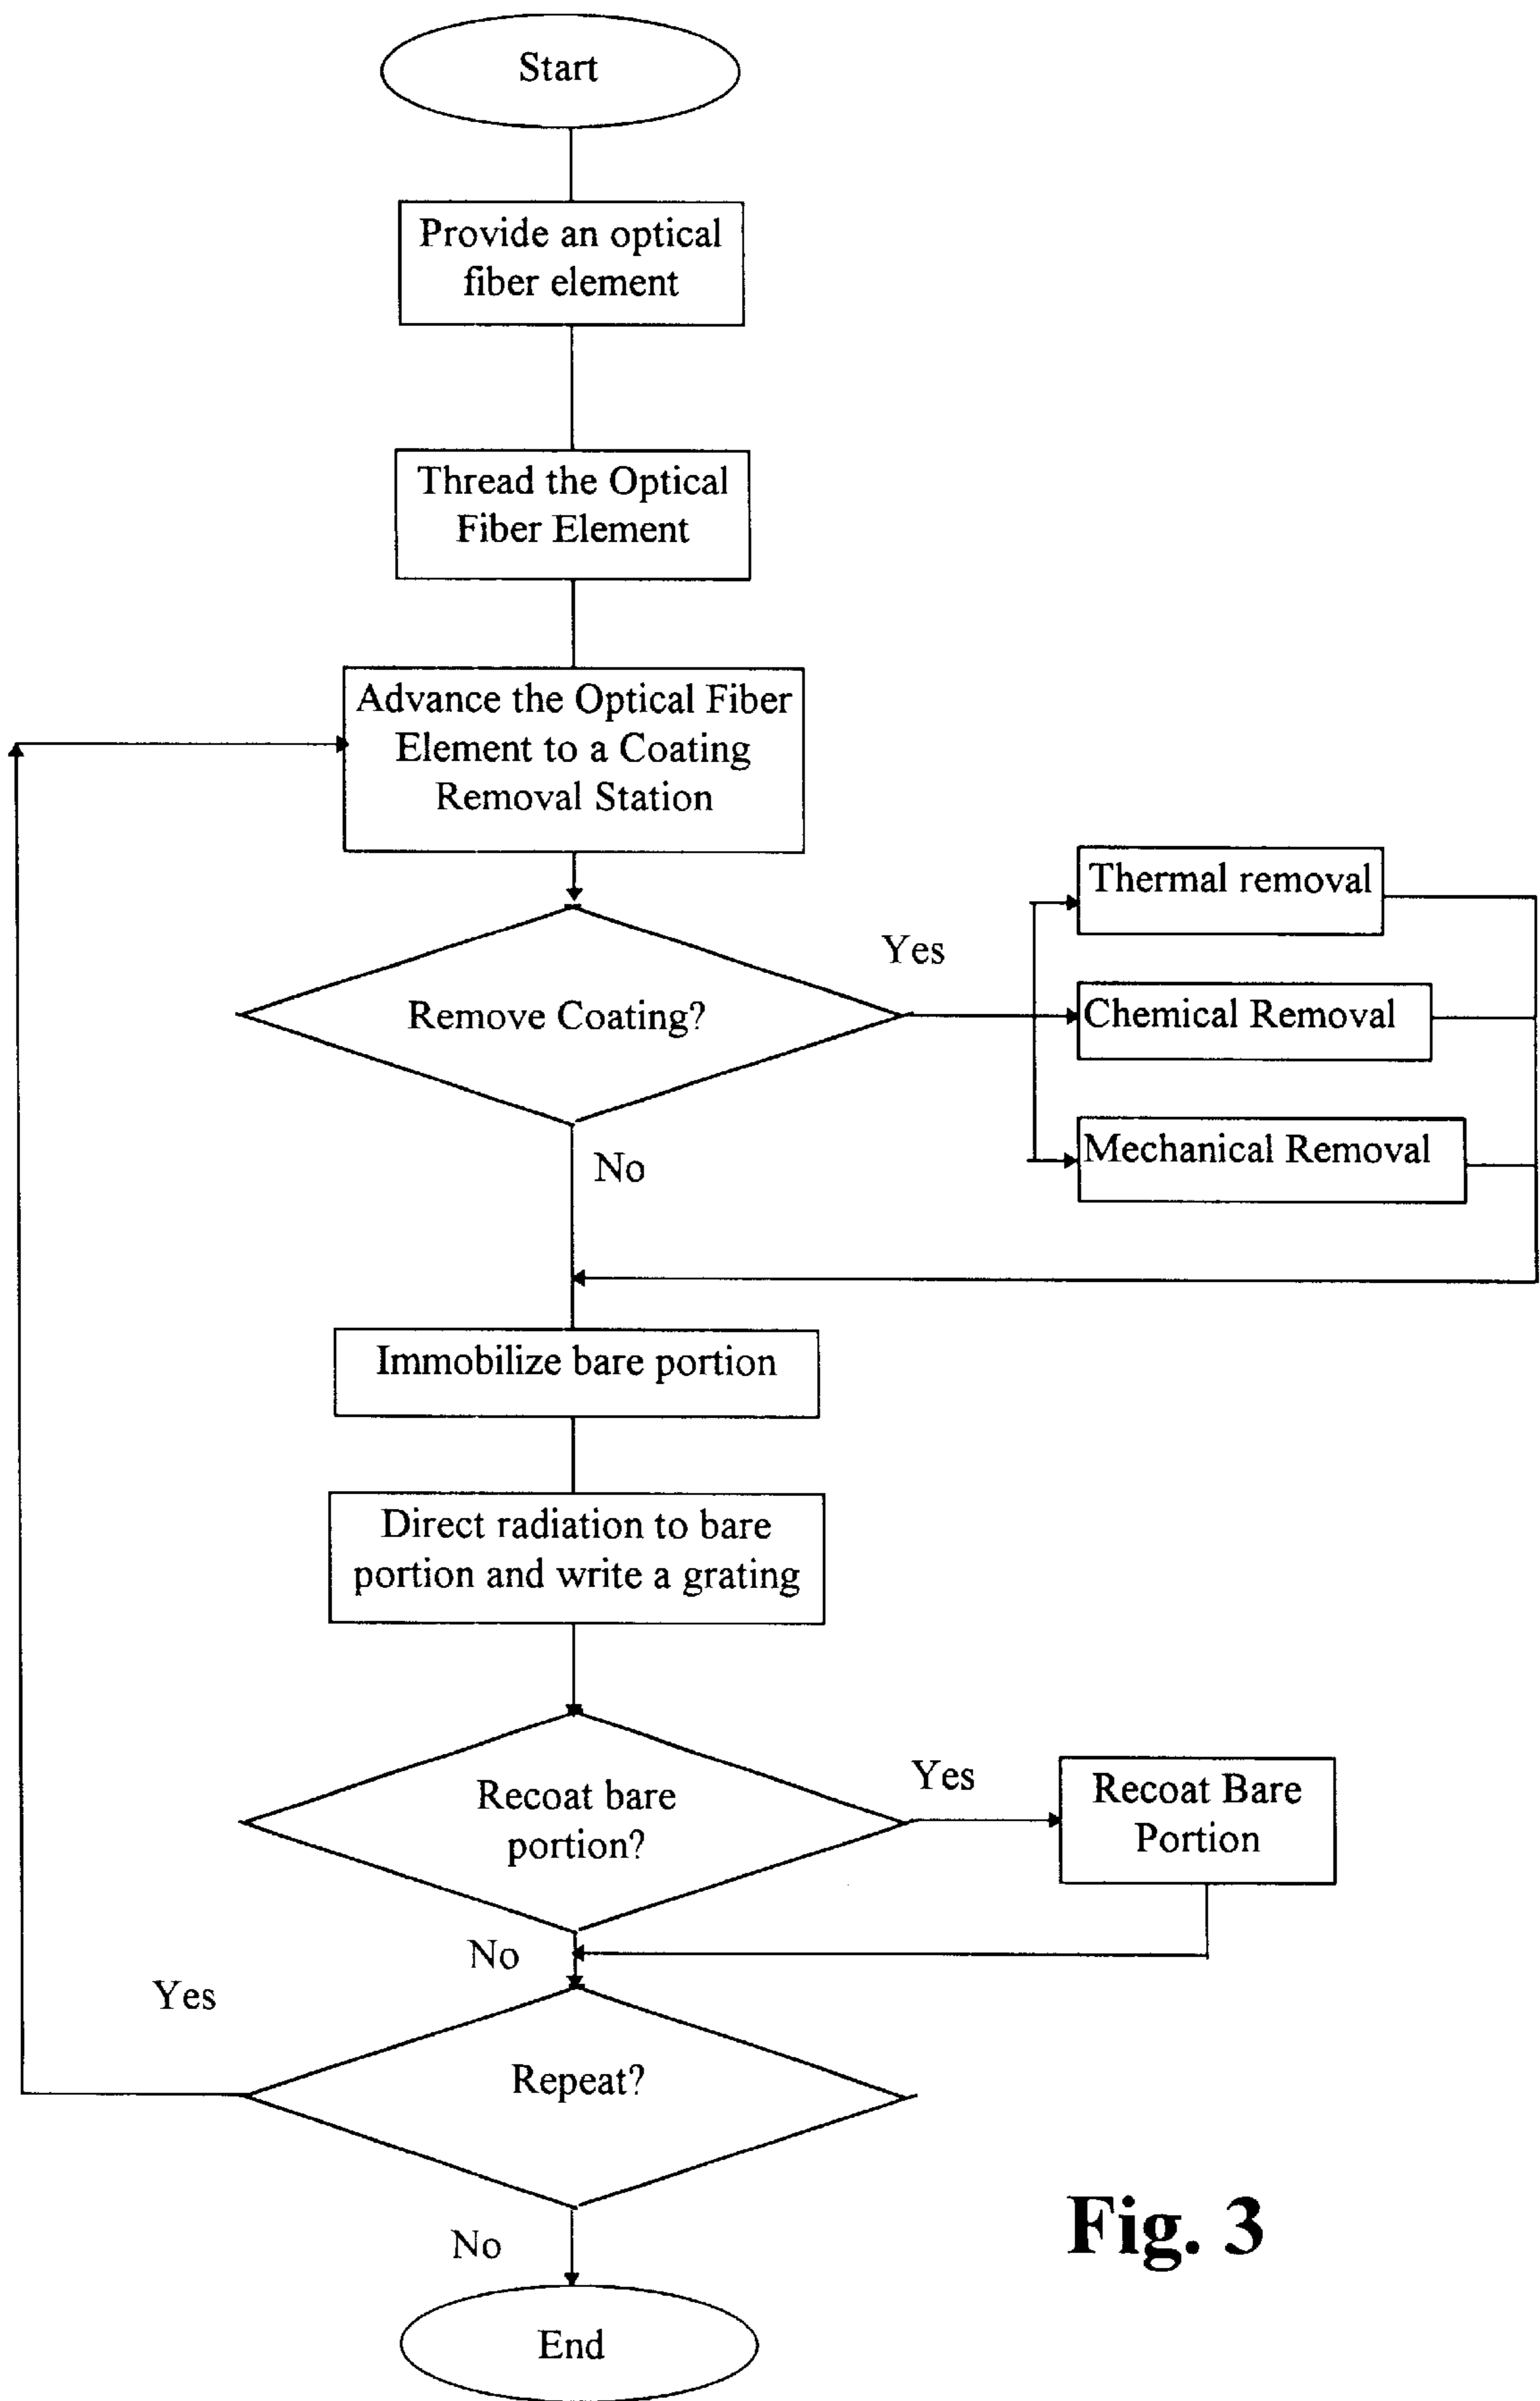 Start
Provide an optical
fiber element
Thread the Optical
Fiber Element
Advance the Optical Fiber
Element to a Coating
Removal Station
Remove Coating?
Yes
Thermal removal
Chemical Removal
Mechanical Removal
No
Immobilize bare portion
Direct radiation to bare
portion and write a grating
Recoat bare
portion?
Yes
Recoat Bare
Portion
No
Yes
Repeat?
No
End
Fig. 3